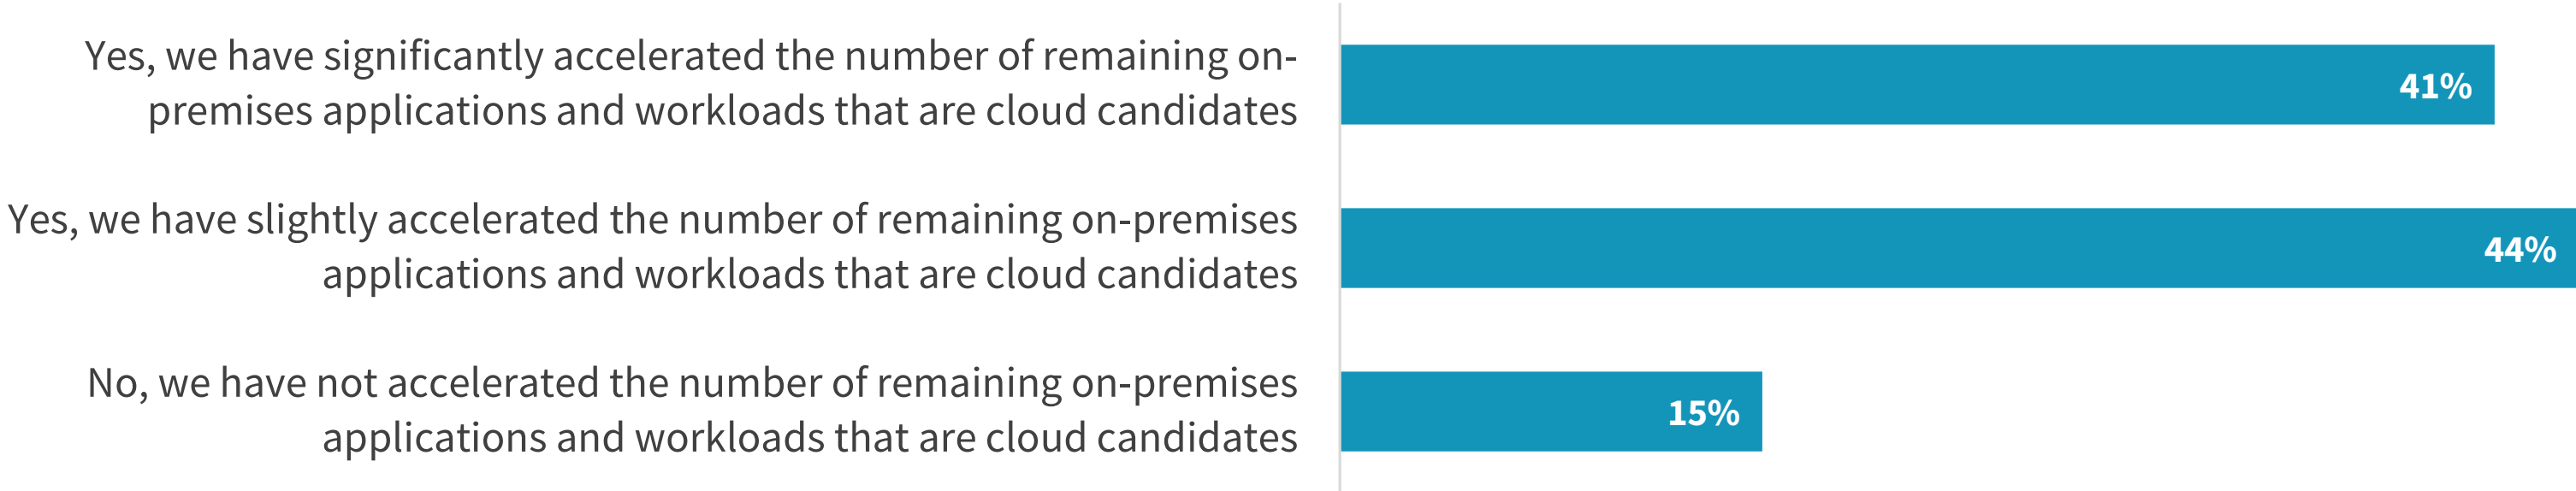 Yes, we have significantly accelerated the number of remaining on-
premises applications and workloads that are cloud candidates
41%
Yes, we have slightly accelerated the number of remaining on-premises
applications and workloads that are cloud candidates
44%
No, we have not accelerated the number of remaining on-premises
applications and workloads that are cloud candidates
15%